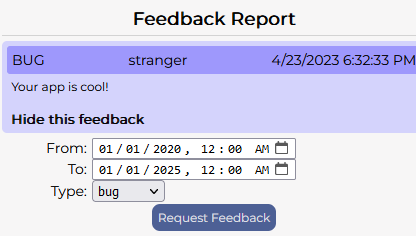 Feedback Report
BUG stranger 4/23/2023 6:32:33 PM
Your app is cool!
Hide this feedback
From: 01/01/2020, 12:00 AM
To: 01/01/2025, 12:00 AM
Type: bug
Request Feedback